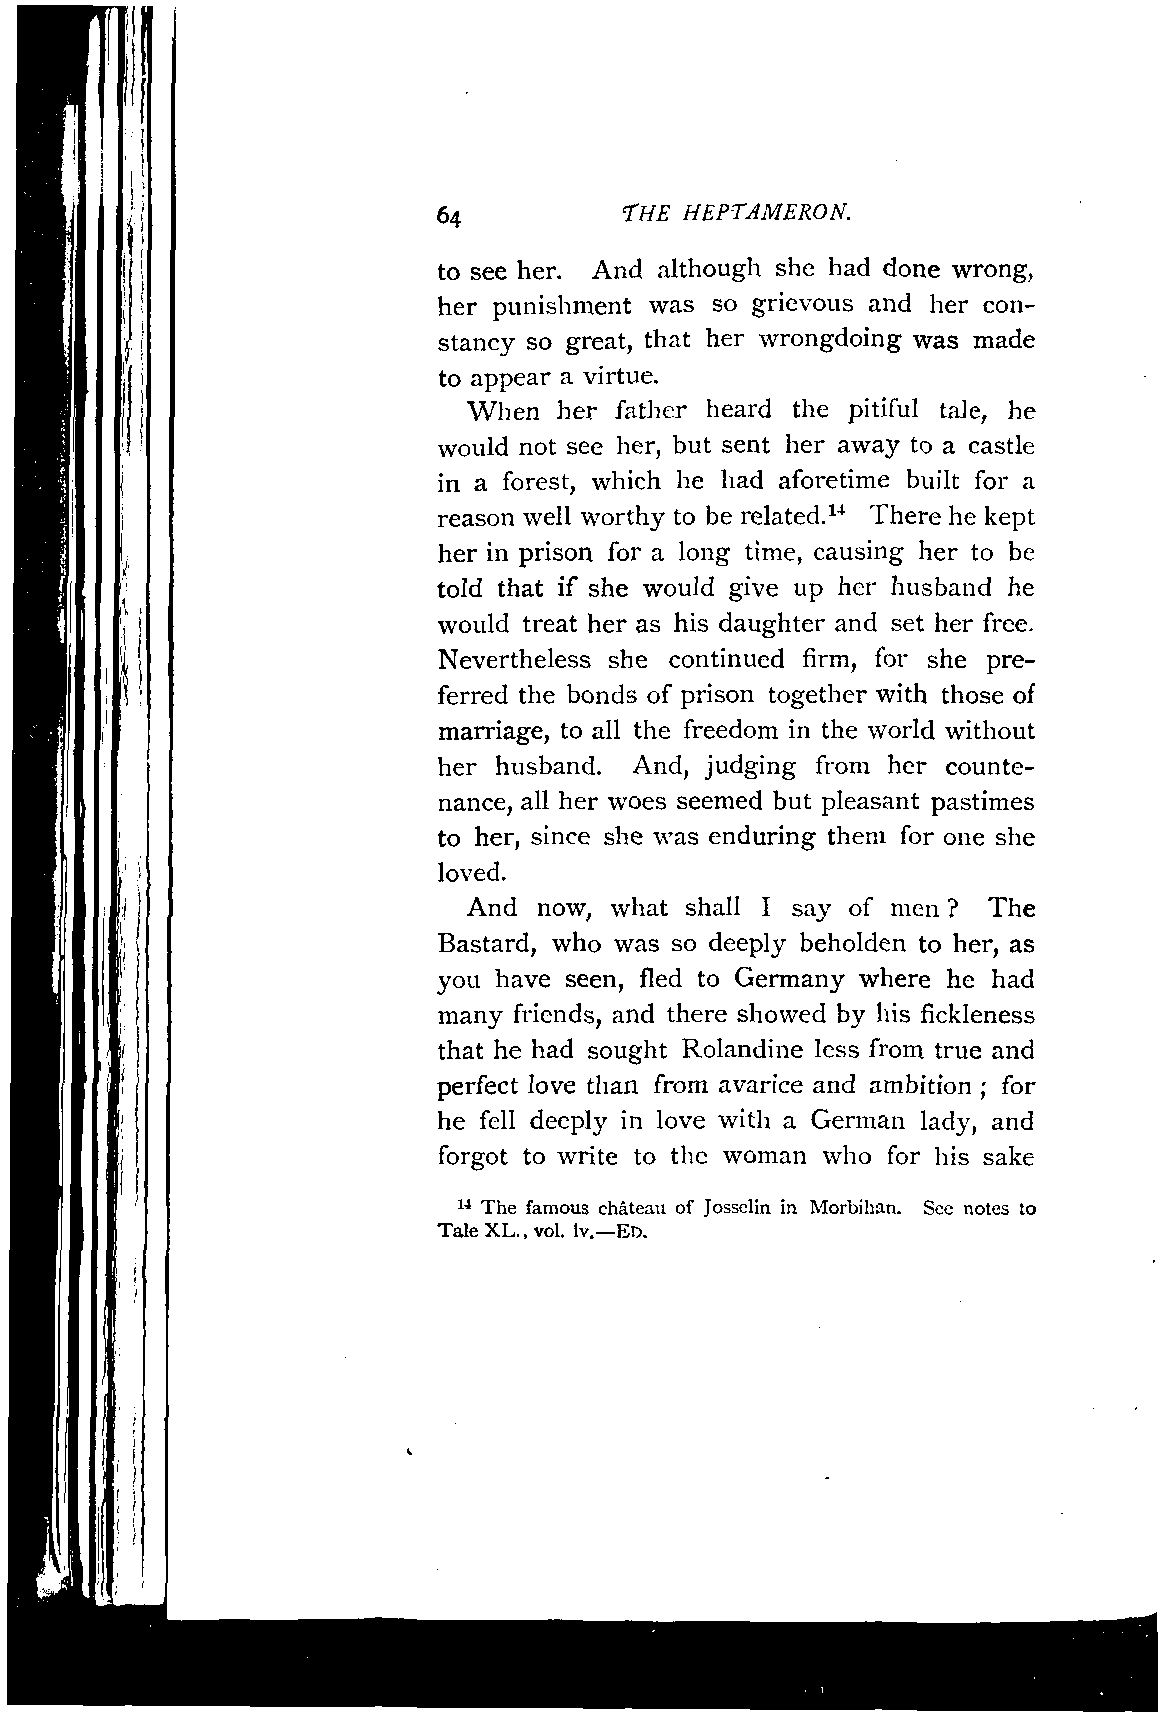 64 THE HEPTAMERON.
to see her. And although she had done wrong,
her punishment was so grievous and her con-
stancy so great, that her wrongdoing was made
to appear a virtue.
When her father heard the pitiful tale, he
would not see her, but sent her away to a castle
in a forest, which he had aforetime built for a
reason well worthy to be related.¹⁴ There he kept
her in prison for a long time, causing her to be
told that if she would give up her husband he
would treat her as his daughter and set her free.
Nevertheless she continued firm, for she pre-
ferred the bonds of prison together with those of
marriage, to all the freedom in the world without
her husband. And, judging from her counte-
nance, all her woes seemed but pleasant pastimes
to her, since she was enduring them for one she
loved.
And now, what shall I say of men ? The
Bastard, who was so deeply beholden to her, as
you have seen, fled to Germany where he had
many friends, and there showed by his fickleness
that he had sought Rolandine less from true and
perfect love than from avarice and ambition ; for
he fell deeply in love with a German lady, and
forgot to write to the woman who for his sake
¹⁴ The famous château of Josselin in Morbihan. See notes to
Tale XL., vol. iv.—ED.